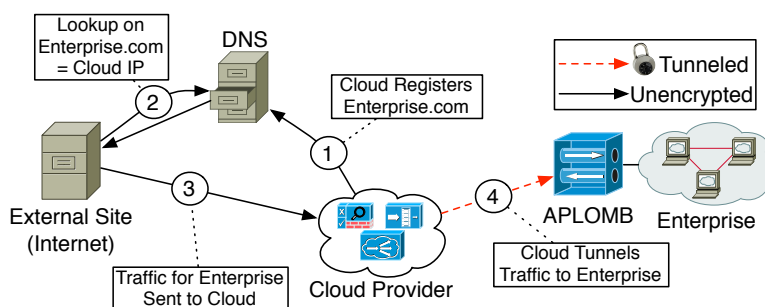 Lookup on
Enterprise.com
= Cloud IP
DNS
2
Cloud Registers
Enterprise.com
Tunneled
Unencrypted
1
3
4
External Site
(Internet)
APLOMB
Enterprise
Traffic for Enterprise
Sent to Cloud
Cloud Provider
Cloud Tunnels
Traffic to Enterprise